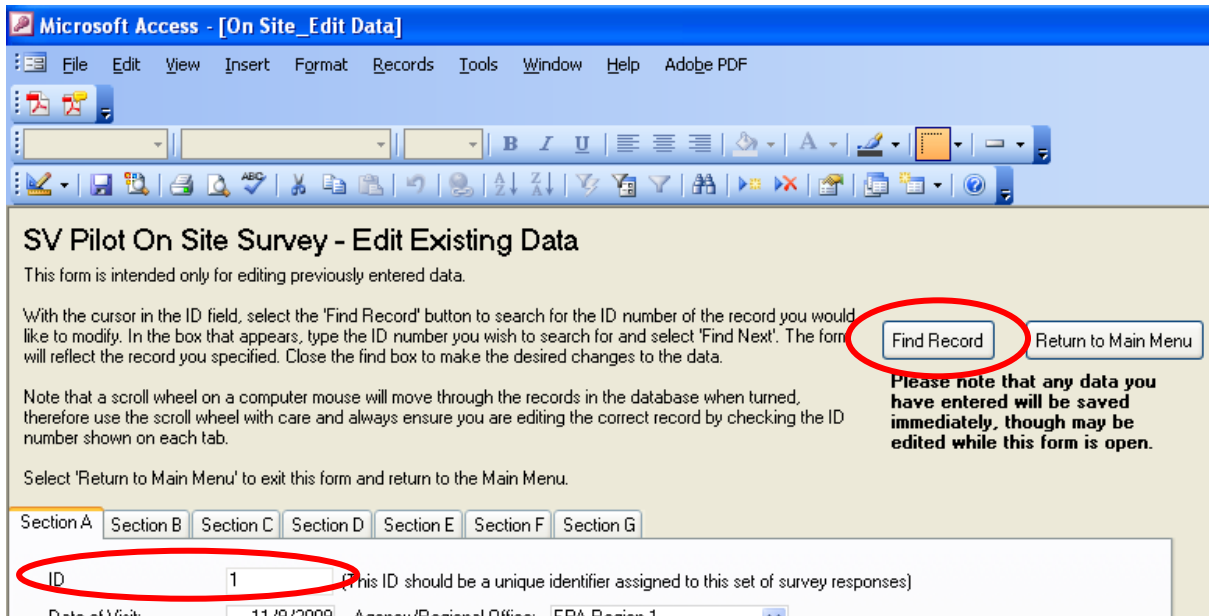 Microsoft Access - [On Site_Edit Data]
File Edit View Insert Format Records Tools Window Help Adobe PDF
SV Pilot On Site Survey - Edit Existing Data
This form is intended only for editing previously entered data.
With the cursor in the ID field, select the 'Find Record' button to search for the ID number of the record you would
like to modify. In the box that appears, type the ID number you wish to search for and select 'Find Next'. The form
will reflect the record you specified. Close the find box to make the desired changes to the data.
Find Record Return to Main Menu
Please note that any data you
have entered will be saved
immediately, though may be
edited while this form is open.
Note that a scroll wheel on a computer mouse will move through the records in the database when turned,
therefore use the scroll wheel with care and always ensure you are editing the correct record by checking the ID
number shown on each tab.
Select 'Return to Main Menu' to exit this form and return to the Main Menu.
Section A Section B Section C Section D Section E Section F Section G
ID 1 (This ID should be a unique identifier assigned to this set of survey responses)
Date of Visit: Agency/Regional Office: EPA Region 1